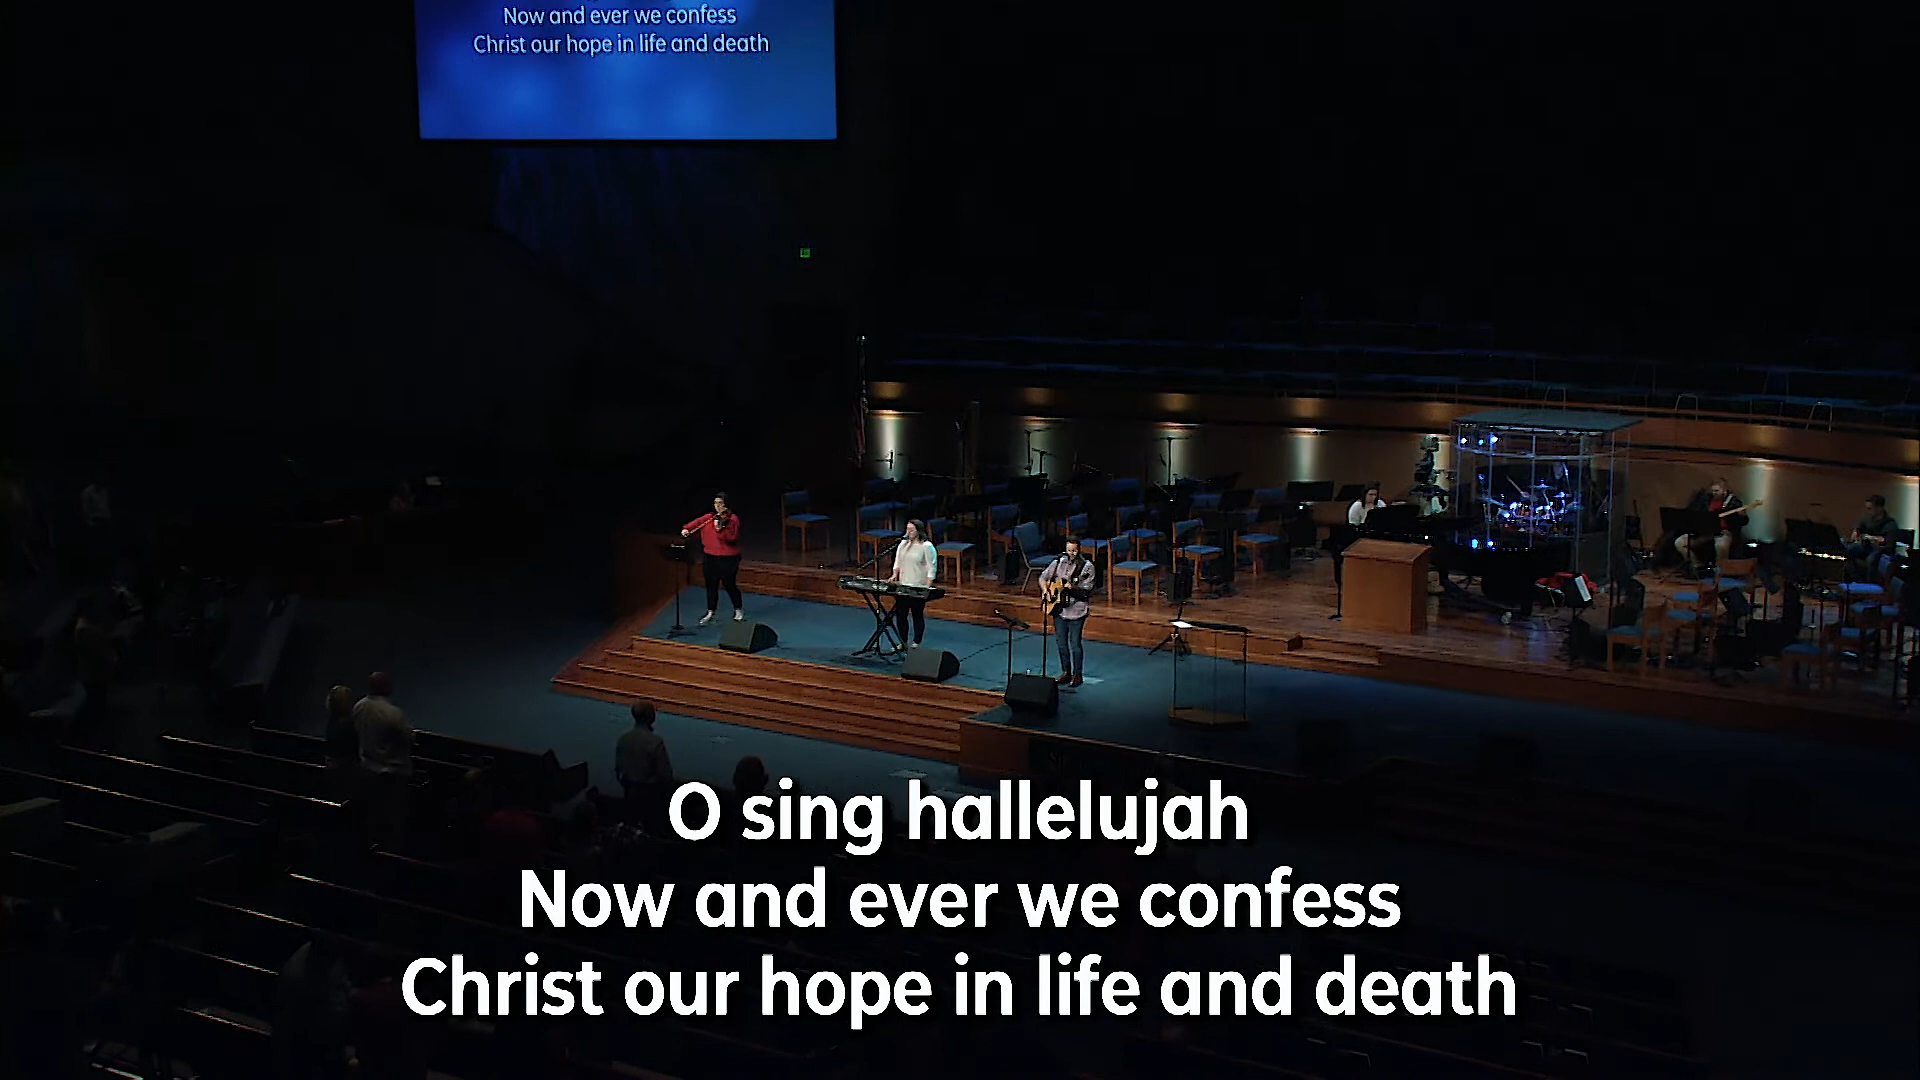 Now and ever we confess
Christ our hope in life and death
O sing hallelujah
Now and ever we confess
Christ our hope in life and death